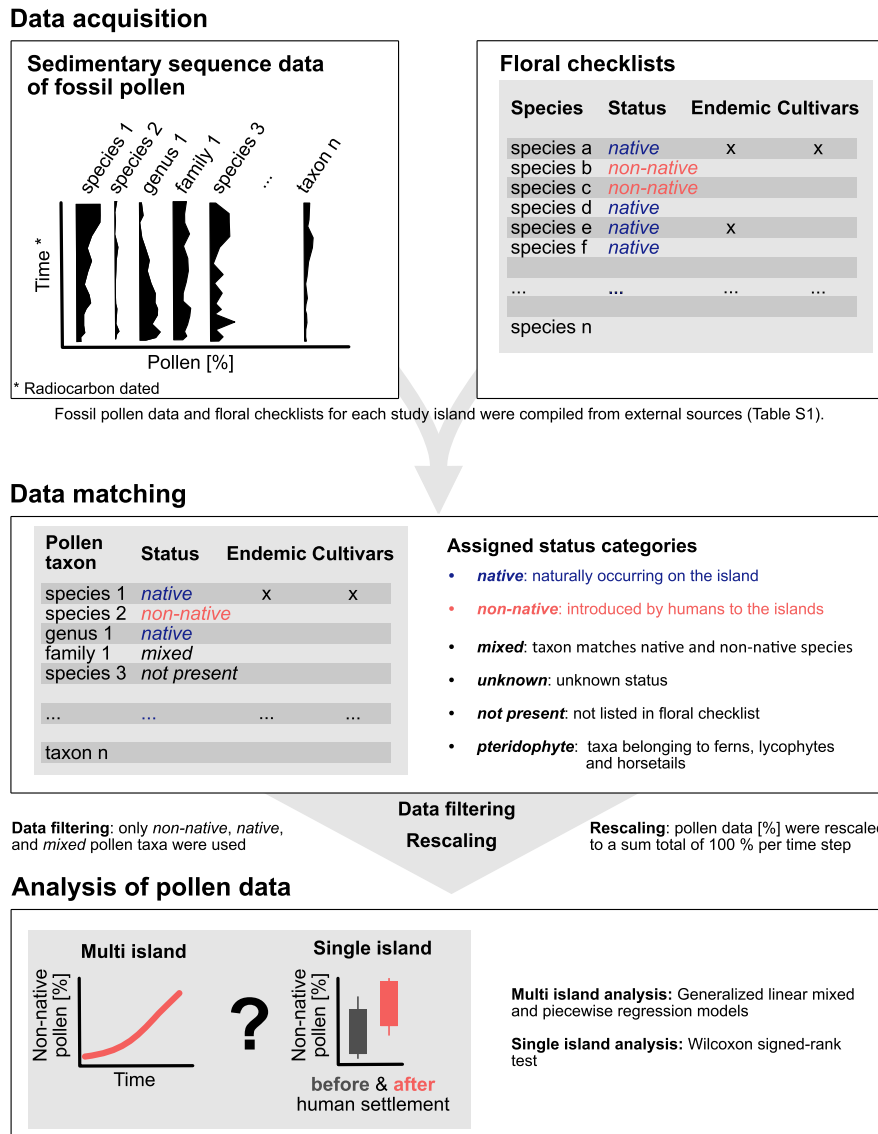 Data acquisition
Sedimentary sequence data
of fossil pollen
species 1
species 2
genus 1
family 1
species 3
...
taxon n
Time *
Pollen [%]
* Radiocarbon dated
Floral checklists
Species Status Endemic Cultivars
species a native x x
species b non-native
species c non-native
species d native
species e native x
species f native
... ... ... ...
species n
Fossil pollen data and floral checklists for each study island were compiled from external sources (Table S1).
Data matching
Pollen
taxon Status Endemic Cultivars
species 1 native x x
species 2 non-native
genus 1 native
family 1 mixed
species 3 not present
... ... ... ...
taxon n
Assigned status categories
• native: naturally occurring on the island
• non-native: introduced by humans to the islands
• mixed: taxon matches native and non-native species
• unknown: unknown status
• not present: not listed in floral checklist
• pteridophyte: taxa belonging to ferns, lycophytes
and horsetails
Data filtering
Rescaling
Data filtering: only non-native, native,
and mixed pollen taxa were used
Rescaling: pollen data [%] were rescaled
to a sum total of 100 % per time step
Analysis of pollen data
Multi island
Non-native
pollen [%]
Time
?
Single island
Non-native
pollen [%]
before & after
human settlement
Multi island analysis: Generalized linear mixed
and piecewise regression models
Single island analysis: Wilcoxon signed-rank
test